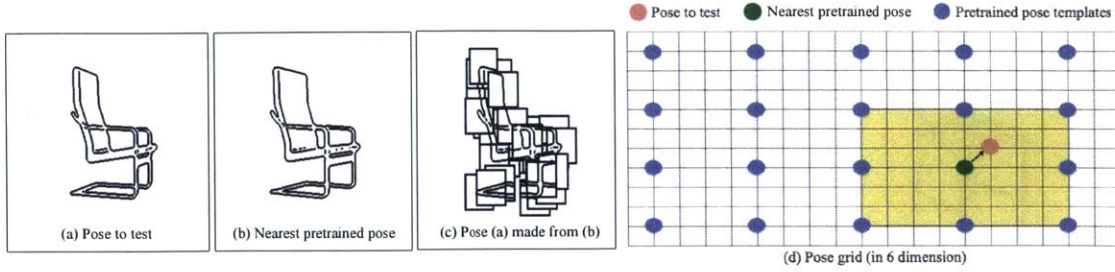 Pose to test Nearest pretrained pose Pretrained pose templates
(a) Pose to test
(b) Nearest pretrained pose
(c) Pose (a) made from (b)
(d) Pose grid (in 6 dimension)